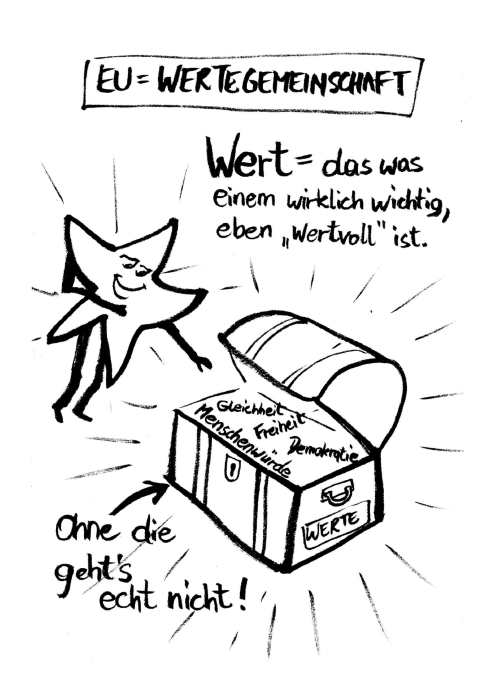 EU = WERTEGEMEINSCHAFT
Wert = das was
einem wirklich wichtig,
eben „Wertvoll" ist.
Gleichheit
Freiheit
Menschenwürde
Demokratie
WERTE
Ohne die
geht's
echt nicht!